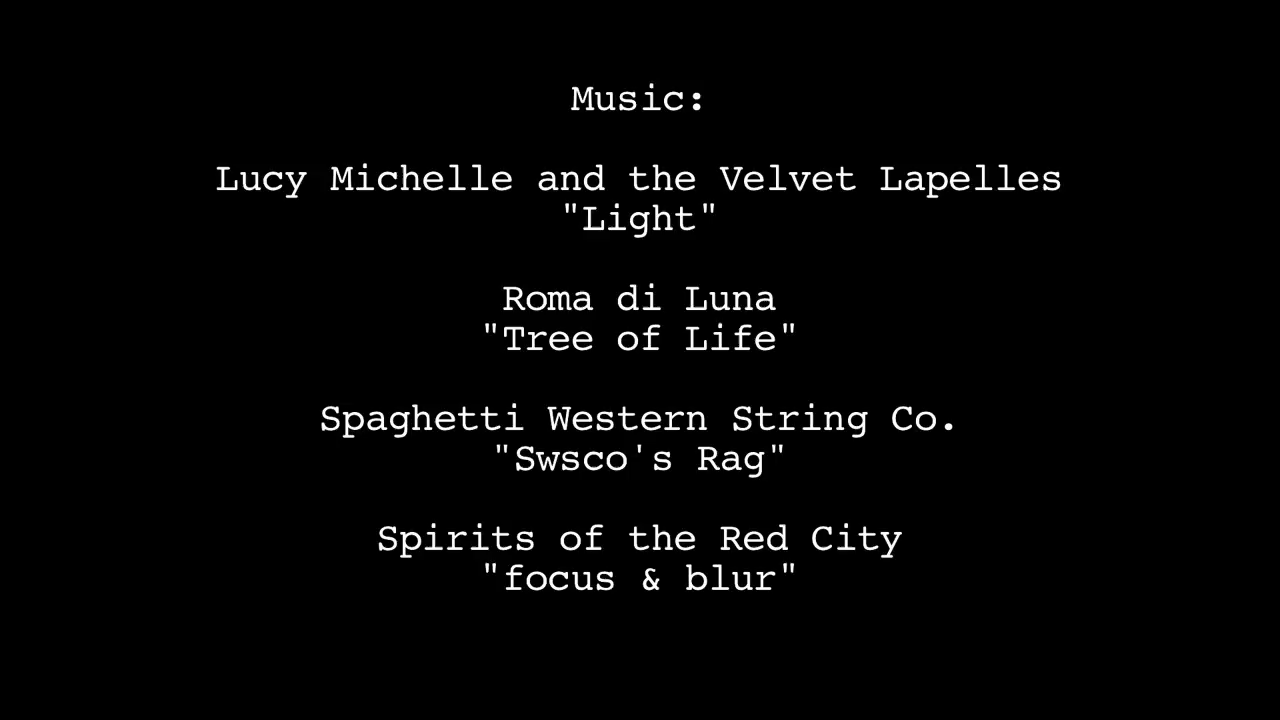 Music:
Lucy Michelle and the Velvet Lapelles
"Light"
Roma di Luna
"Tree of Life"
Spaghetti Western String Co.
"Swsco's Rag"
Spirits of the Red City
"focus & blur"